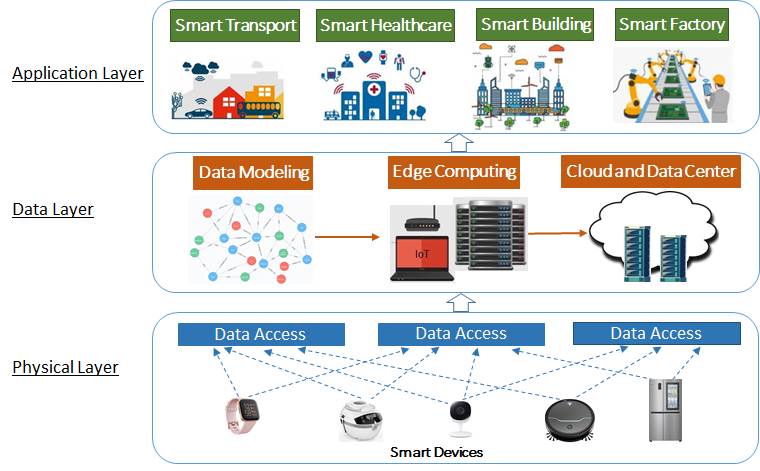 Smart Transport
Smart Healthcare
Smart Building
Smart Factory
Application Layer
Data Modeling
Edge Computing
Cloud and Data Center
Data Layer
IoT
Data Access
Data Access
Data Access
Physical Layer
Smart Devices